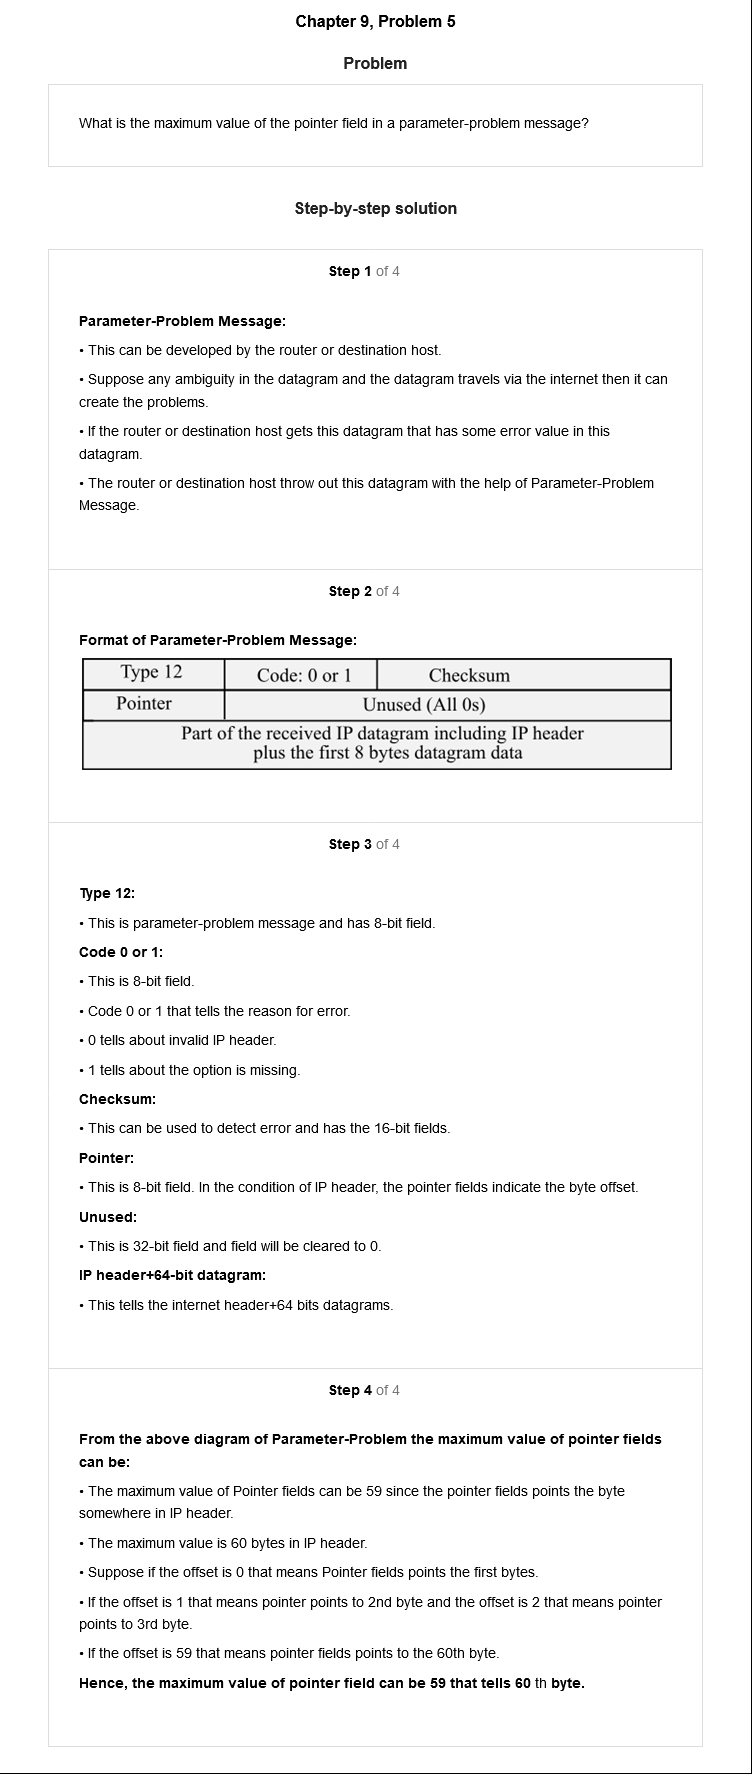 Chapter 9, Problem 5
Problem
What is the maximum value of the pointer field in a parameter-problem message?
Step-by-step solution
Step 1 of 4
Parameter-Problem Message:
• This can be developed by the router or destination host.
• Suppose any ambiguity in the datagram and the datagram travels via the internet then it can
create the problems.
• If the router or destination host gets this datagram that has some error value in this
datagram.
• The router or destination host throw out this datagram with the help of Parameter-Problem
Message.
Step 2 of 4
Format of Parameter-Problem Message:
Type 12 Code: 0 or 1 Checksum
Pointer Unused (All 0s)
Part of the received IP datagram including IP header
plus the first 8 bytes datagram data
Step 3 of 4
Type 12:
• This is parameter-problem message and has 8-bit field.
Code 0 or 1:
• This is 8-bit field.
• Code 0 or 1 that tells the reason for error.
• 0 tells about invalid IP header.
• 1 tells about the option is missing.
Checksum:
• This can be used to detect error and has the 16-bit fields.
Pointer:
• This is 8-bit field. In the condition of IP header, the pointer fields indicate the byte offset.
Unused:
• This is 32-bit field and field will be cleared to 0.
IP header+64-bit datagram:
• This tells the internet header+64 bits datagrams.
Step 4 of 4
From the above diagram of Parameter-Problem the maximum value of pointer fields
can be:
• The maximum value of Pointer fields can be 59 since the pointer fields points the byte
somewhere in IP header.
• The maximum value is 60 bytes in IP header.
• Suppose if the offset is 0 that means Pointer fields points the first bytes.
• If the offset is 1 that means pointer points to 2nd byte and the offset is 2 that means pointer
points to 3rd byte.
• If the offset is 59 that means pointer fields points to the 60th byte.
Hence, the maximum value of pointer field can be 59 that tells 60 th byte.